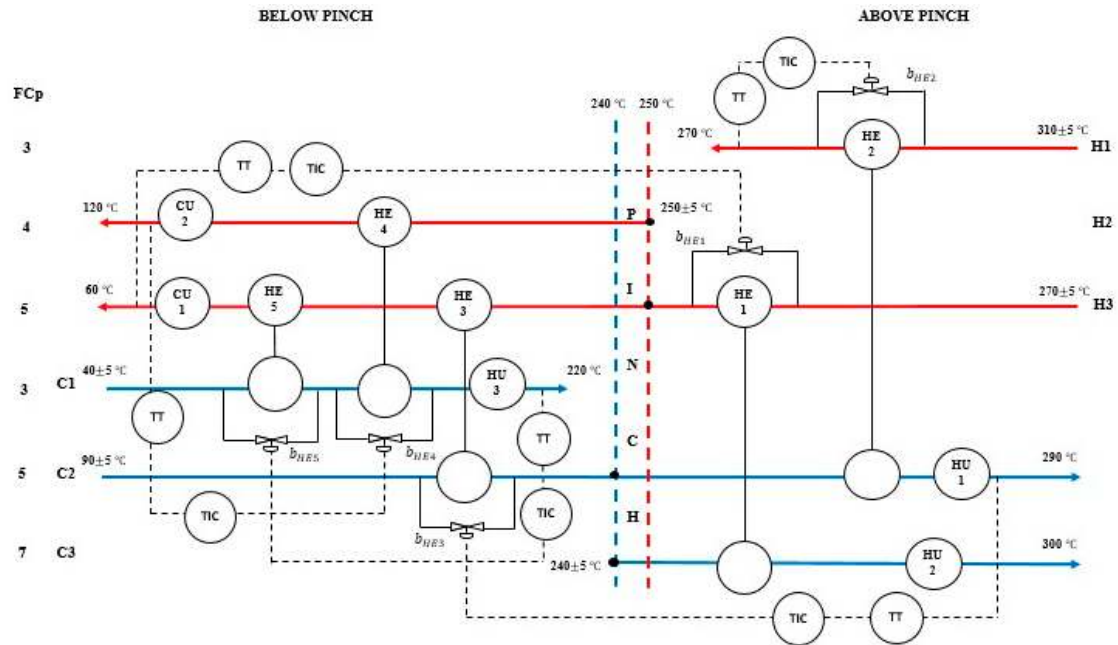 BELOW PINCH ABOVE PINCH
TIC
b_HE2
FCp
TT
240 °C 250 °C
3 270 °C HE 2 310±5 °C H1
TT TIC
120 °C CU 2 HE 4 P 250±5 °C
4 H2
b_HE1
60 °C CU 1 HE 5 HE 3 I HE 1 270±5 °C
5 H3
40±5 °C N
3 C1 HU 3 220 °C
TT
TT
b_HE5 b_HE4
C
90±5 °C
5 C2 HU 1 290 °C
TIC TIC
b_HE3 H
7 C3 240±5 °C HU 2 300 °C
TIC TT